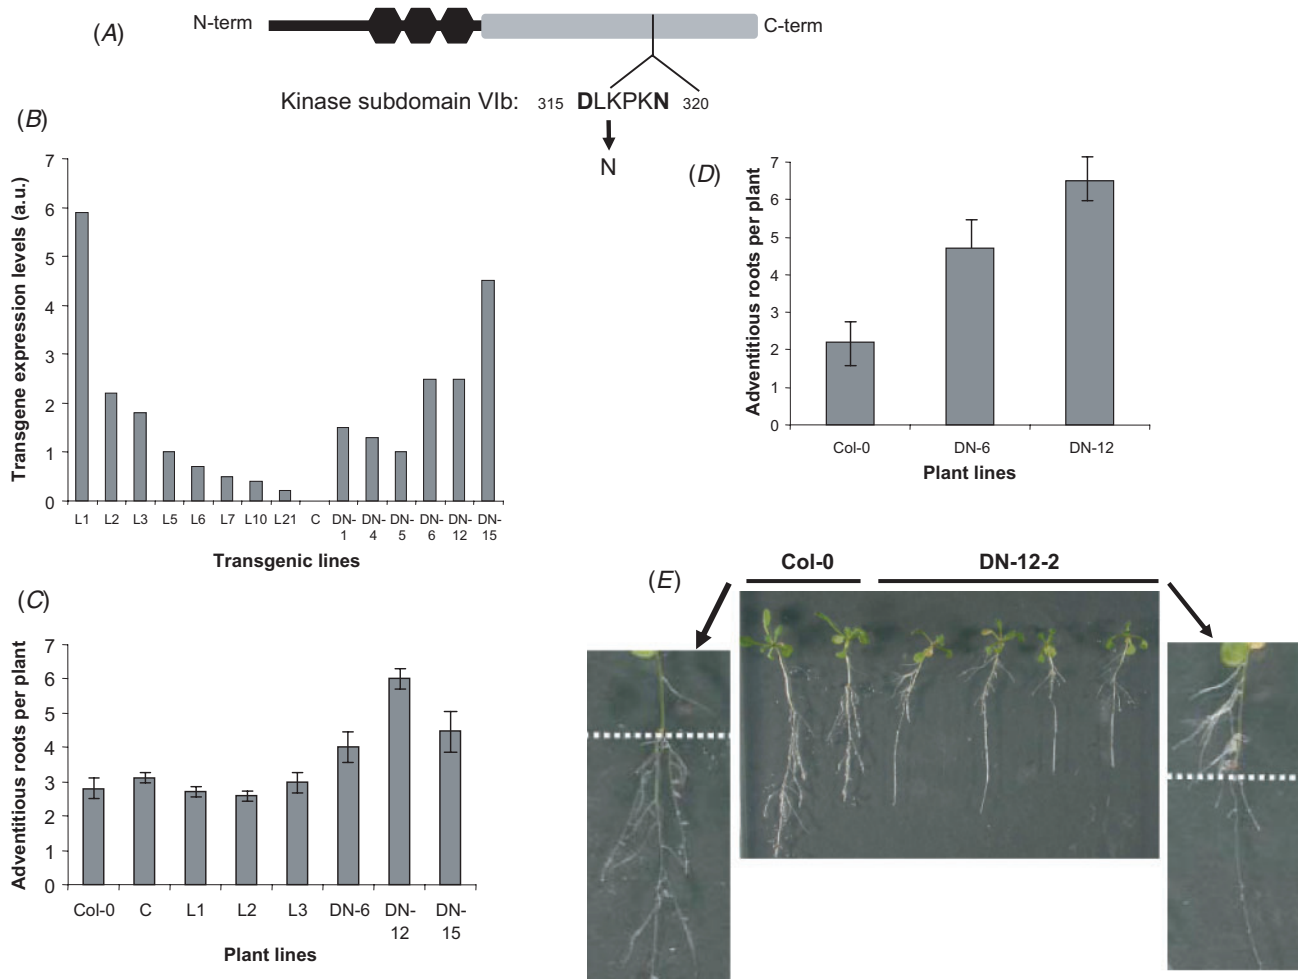 (A)
N-term
C-term
Kinase subdomain VIb: 315 DLKPKN 320
N
(B)
Transgene expression levels (a.u.)
7
6
5
4
3
2
1
0
L1 L2 L3 L5 L6 L7 L10 L21 C DN-1 DN-4 DN-5 DN-6 DN-12 DN-15
Transgenic lines
(C)
Adventitious roots per plant
7
6
5
4
3
2
1
0
Col-0 C L1 L2 L3 DN-6 DN-12 DN-15
Plant lines
(D)
Adventitious roots per plant
7
6
5
4
3
2
1
0
Col-0 DN-6 DN-12
Plant lines
(E)
Col-0 DN-12-2